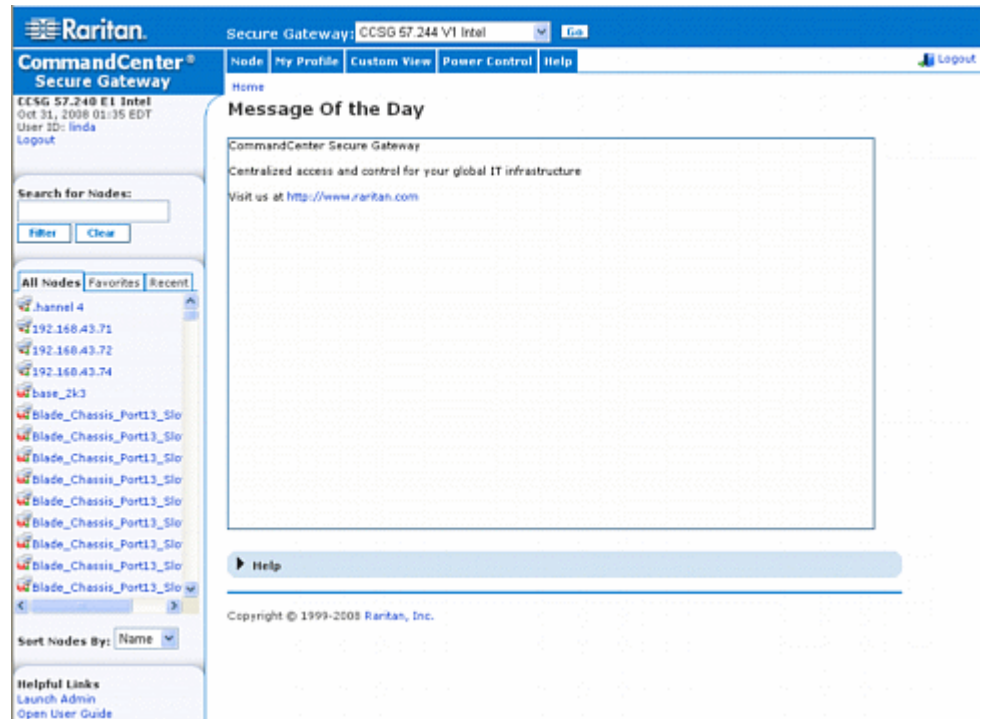 Raritan.
Secure Gateway: CCSG 57.244 V1 Intel Go
CommandCenter®
Secure Gateway
Node My Profile Custom View Power Control Help
Logout
CCSG 57.240 E1 Intel
Oct 31, 2008 01:35 EDT
User ID: linda
Logout
Home
Message Of the Day
CommandCenter Secure Gateway
Centralized access and control for your global IT infrastructure
Visit us at http://www.raritan.com
Search for Nodes:
Filter Clear
All Nodes Favorites Recent
.hannel 4
192.168.43.71
192.168.43.72
192.168.43.74
base_2k3
Blade_Chassis_Port13_Slo
Blade_Chassis_Port13_Slo
Blade_Chassis_Port13_Slo
Blade_Chassis_Port13_Slo
Blade_Chassis_Port13_Slo
Blade_Chassis_Port13_Slo
Blade_Chassis_Port13_Slo
Blade_Chassis_Port13_Slo
Blade_Chassis_Port13_Slo
Sort Nodes By: Name
Help
Copyright © 1999-2008 Raritan, Inc.
Helpful Links
Launch Admin
Open User Guide